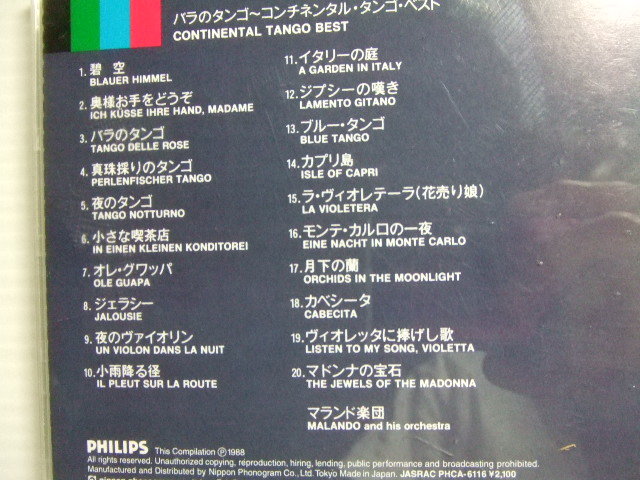 バラのタンゴ〜コンチネンタル・タンゴ・ベスト
CONTINENTAL TANGO BEST
1. 碧 空
BLAUER HIMMEL
2. 奥様お手をどうぞ
ICH KÜSSE IHRE HAND, MADAME
3. バラのタンゴ
TANGO DELLE ROSE
4. 真珠採りのタンゴ
PERLENFISCHER TANGO
5. 夜のタンゴ
TANGO NOTTURNO
6. 小さな喫茶店
IN EINEN KLEINEN KONDITOREI
7. オレ・グワッパ
OLE GUAPA
8. ジェラシー
JALOUSIE
9. 夜のヴァイオリン
UN VIOLON DANS LA NUIT
10. 小雨降る径
IL PLEUT SUR LA ROUTE
11. イタリーの庭
A GARDEN IN ITALY
12. ジプシーの嘆き
LAMENTO GITANO
13. ブルー・タンゴ
BLUE TANGO
14. カプリ島
ISLE OF CAPRI
15. ラ・ヴィオレテーラ(花売り娘)
LA VIOLETERA
16. モンテ・カルロの一夜
EINE NACHT IN MONTE CARLO
17. 月下の蘭
ORCHIDS IN THE MOONLIGHT
18. カベシータ
CABECITA
19. ヴィオレッタに捧げし歌
LISTEN TO MY SONG, VIOLETTA
20. マドンナの宝石
THE JEWELS OF THE MADONNA
マランド楽団
MALANDO and his orchestra
PHILIPS This Compilation Ⓟ1988
All rights reserved. Unauthorized copying, reproduction, hiring, lending, public performance and broadcasting prohibited.
Manufactured and Distributed by Nippon Phonogram Co., Ltd. Tokyo Made in Japan. JASRAC PHCA-6116 ¥2,100